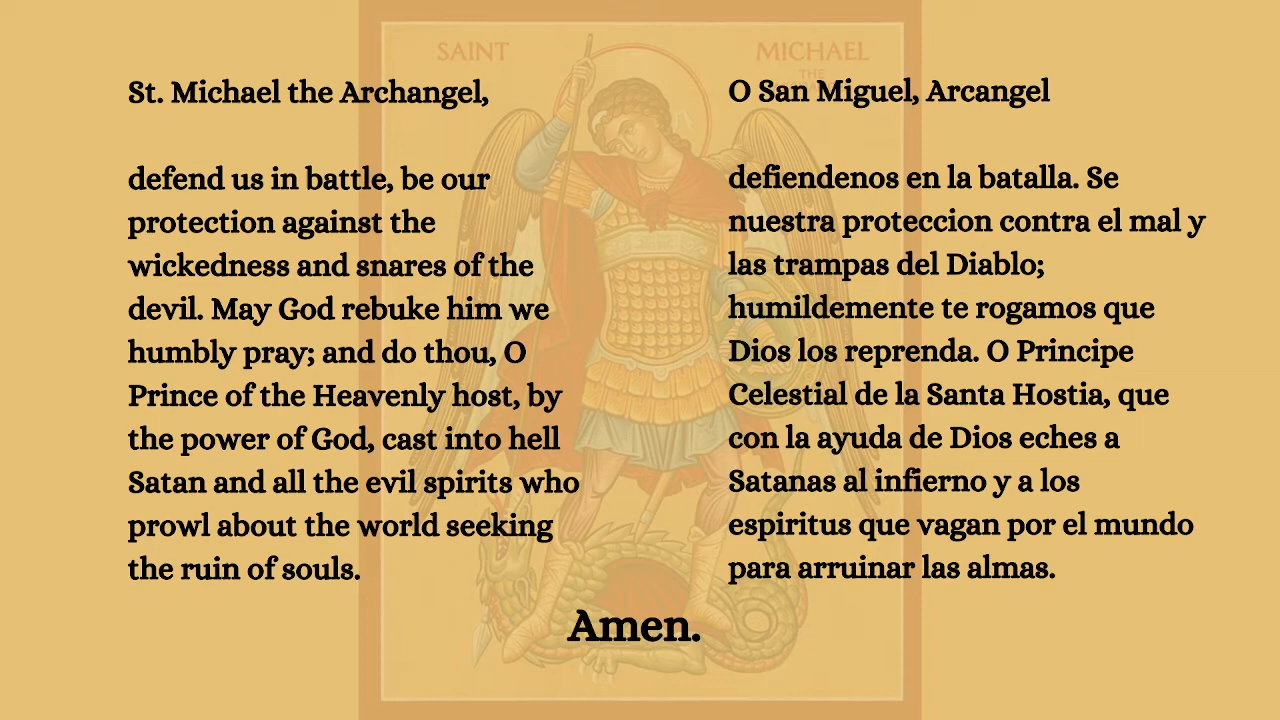 SAINT
MICHAEL
THE
St. Michael the Archangel,
defend us in battle, be our
protection against the
wickedness and snares of the
devil. May God rebuke him we
humbly pray; and do thou, O
Prince of the Heavenly host, by
the power of God, cast into hell
Satan and all the evil spirits who
prowl about the world seeking
the ruin of souls.
O San Miguel, Arcangel
defiendenos en la batalla. Se
nuestra proteccion contra el mal y
las trampas del Diablo;
humildemente te rogamos que
Dios los reprenda. O Principe
Celestial de la Santa Hostia, que
con la ayuda de Dios eches a
Satanas al infierno y a los
espiritus que vagan por el mundo
para arruinar las almas.
Amen.